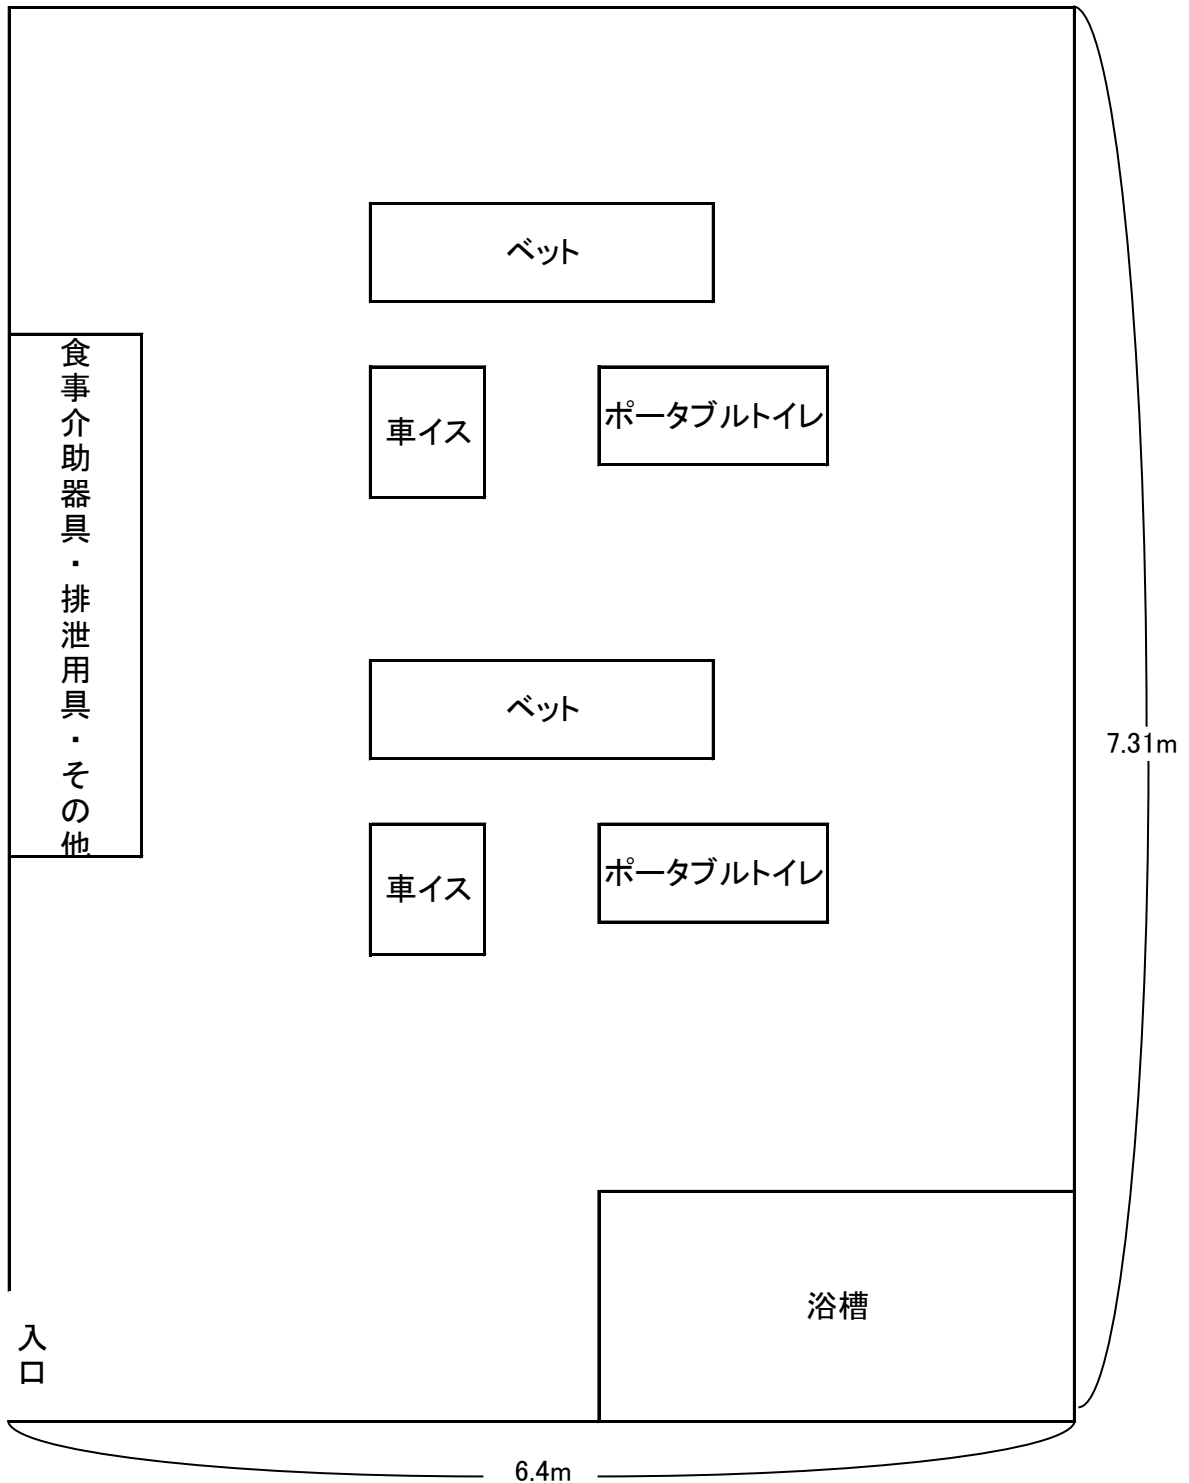 ベット
食事介助器具・排泄用具・その他
車イス
ポータブルトイレ
ベット
7.31m
車イス
ポータブルトイレ
浴槽
入口
6.4m